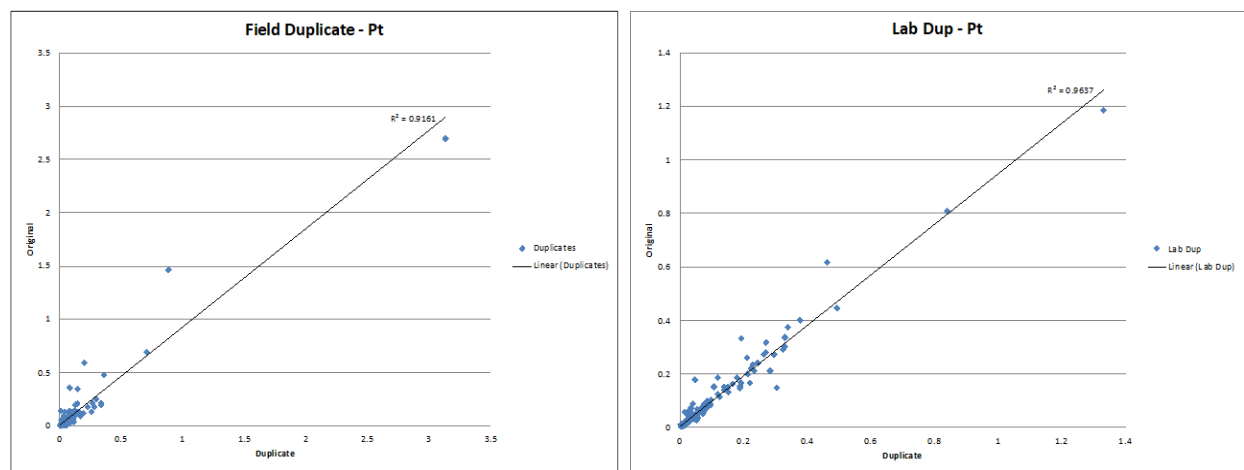 Field Duplicate - Pt
3.5
3
2.5
2
1.5
1
0.5
0
Original
R² = 0.9161
0
0.5
1
1.5
2
2.5
3
3.5
Duplicate
Duplicates
Linear (Duplicates)
Lab Dup - Pt
1.4
1.2
1
0.8
0.6
0.4
0.2
0
Original
R² = 0.9637
0
0.2
0.4
0.6
0.8
1
1.2
1.4
Duplicate
Lab Dup
Linear (Lab Dup)